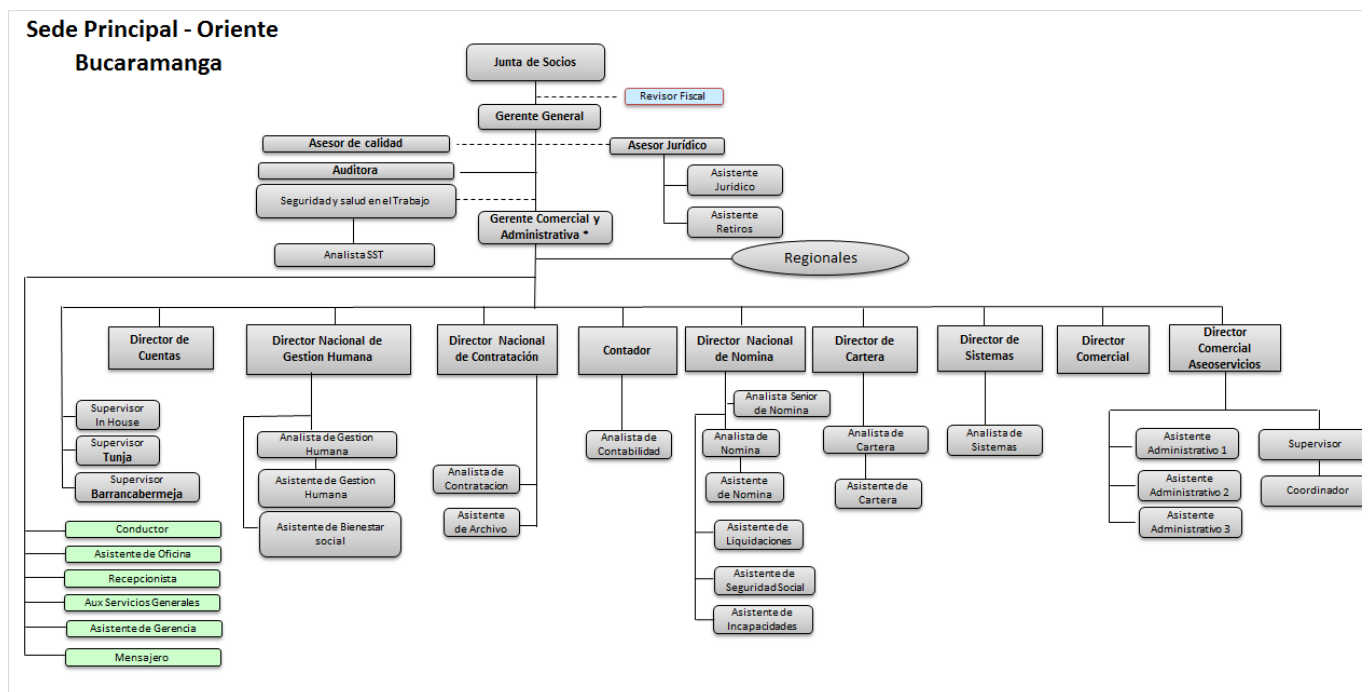 Sede Principal - Oriente
Bucaramanga
Junta de Socios
Revisor Fiscal
Gerente General
Asesor de calidad
Asesor Jurídico
Auditora
Asistente
Juridico
Seguridad y salud en el Trabajo
Asistente
Retiros
Gerente Comercial y
Administrativa *
Analista SST
Regionales
Director de
Cuentas
Director Nacional de
Gestion Humana
Director Nacional
de Contratación
Contador
Director Nacional
de Nomina
Director de
Cartera
Director de
Sistemas
Director
Comercial
Director
Comercial
Aseoservicios
Supervisor
In House
Supervisor
Tunja
Supervisor
Barrancabermeja
Analista de Gestion
Humana
Asistente de Gestion
Humana
Asistente de Bienestar
social
Analista de
Contratacion
Asistente
de Archivo
Analista de
Contabilidad
Analista Senior
de Nomina
Analista de
Nomina
Asistente
de Nomina
Asistente de
Liquidaciones
Asistente de
Seguridad Social
Asistente de
Incapacidades
Analista de
Cartera
Asistente de
Cartera
Analista de
Sistemas
Asistente
Administrativo 1
Asistente
Administrativo 2
Asistente
Administrativo 3
Supervisor
Coordinador
Conductor
Asistente de Oficina
Recepcionista
Aux Servicios Generales
Asistente de Gerencia
Mensajero